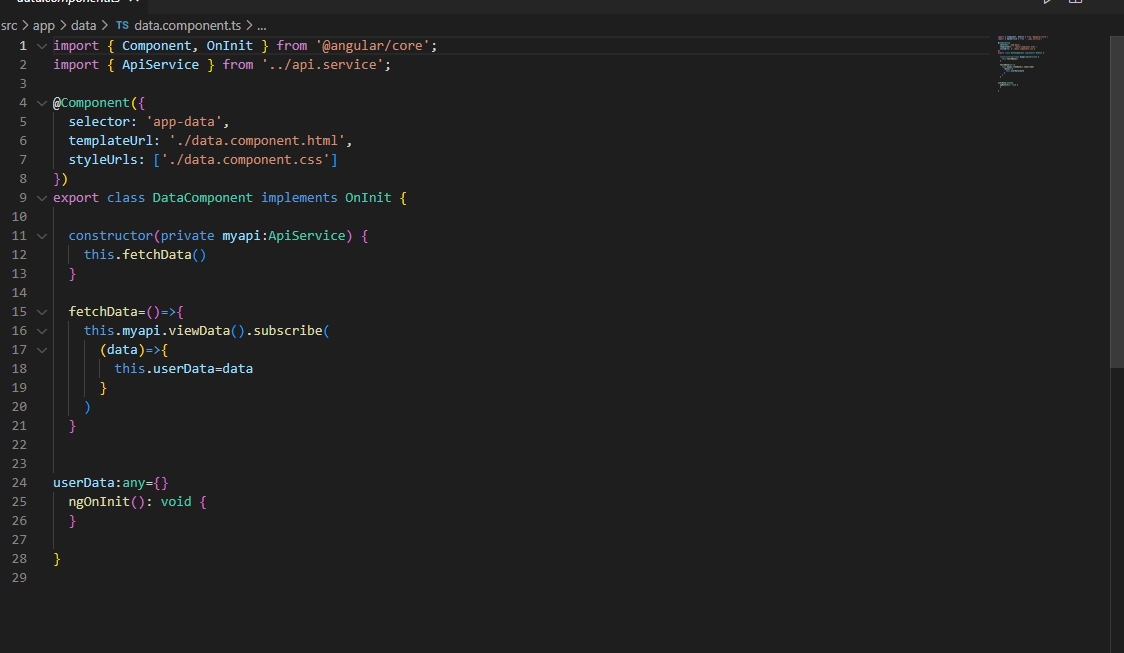 src > app > data > TS data.component.ts > ...
1 import { Component, OnInit } from '@angular/core';
2 import { ApiService } from '../api.service';
3
4 @Component({
5   selector: 'app-data',
6   templateUrl: './data.component.html',
7   styleUrls: ['./data.component.css']
8 })
9 export class DataComponent implements OnInit {
10
11   constructor(private myapi:ApiService) {
12     this.fetchData()
13   }
14
15   fetchData=()=>{
16     this.myapi.viewData().subscribe(
17       (data)=>{
18         this.userData=data
19       }
20     )
21   }
22
23
24 userData:any={}
25   ngOnInit(): void {
26   }
27
28 }
29